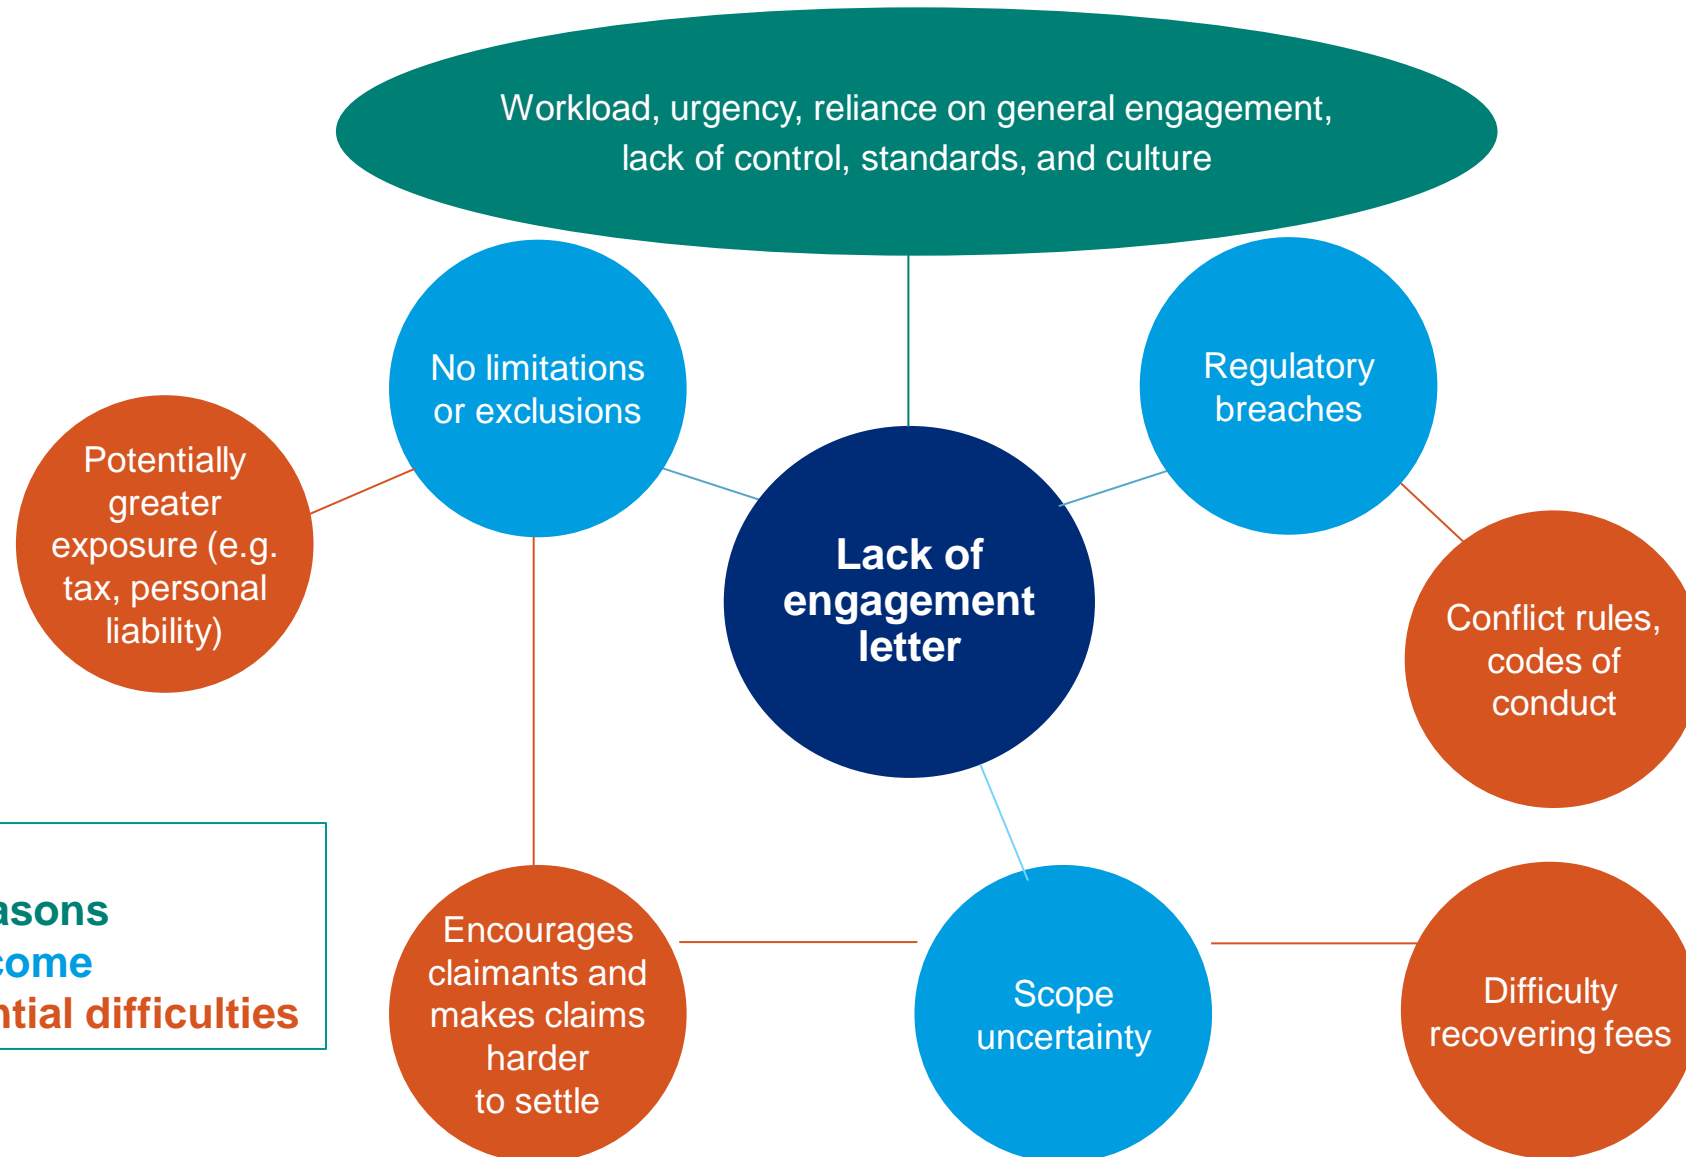 Workload, urgency, reliance on general engagement,
lack of control, standards, and culture
No limitations
or exclusions
Regulatory
breaches
Potentially
greater
exposure (e.g.
tax, personal
liability)
Lack of
engagement
letter
Conflict rules,
codes of
conduct
asons
come
ntial difficulties
Encourages
claimants and
makes claims
harder
to settle
Scope
uncertainty
Difficulty
recovering fees